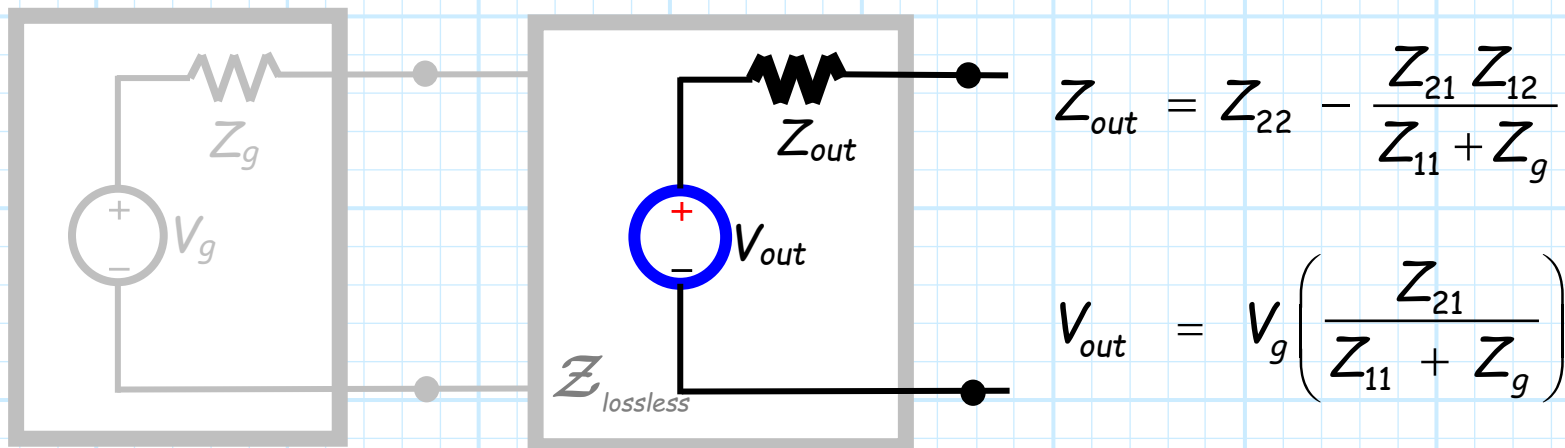 Z_g
+
−
V_g
Z_out
+
−
V_out
Z_lossless
Z_out = Z_22 − (Z_21 Z_12) / (Z_11 + Z_g)
V_out = V_g ( Z_21 / (Z_11 + Z_g) )